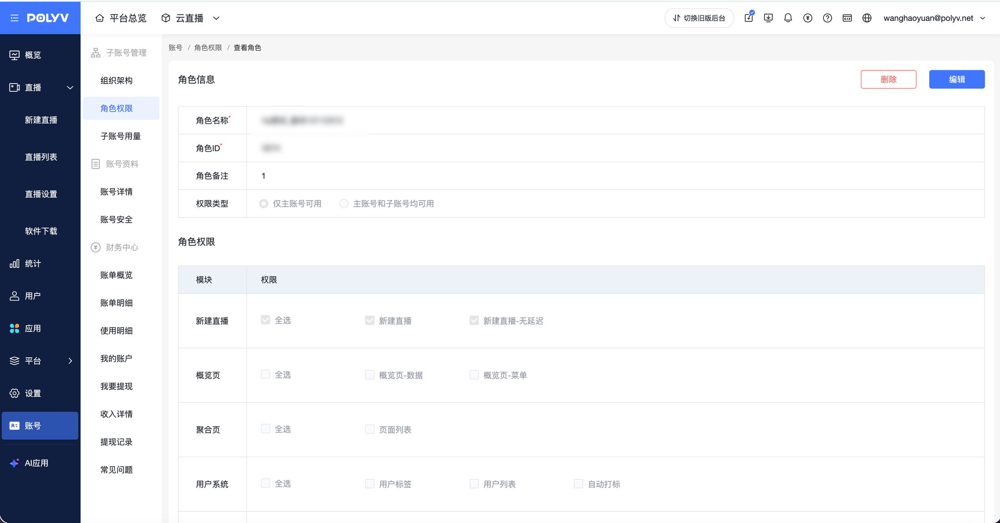 POLYV
平台总览
云直播
切换旧版后台
wanghaoyuan@polyv.net
概览
直播
新建直播
直播列表
直播设置
软件下载
统计
用户
应用
平台
设置
账号
AI应用
子账号管理
组织架构
角色权限
子账号用量
账号资料
账号详情
账号安全
财务中心
账单概览
账单明细
使用明细
我的账户
我要提现
收入详情
提现记录
常见问题
账号 / 角色权限 / 查看角色
角色信息
删除
编辑
角色名称*
角色ID*
角色备注 1
权限类型 仅主账号可用 主账号和子账号均可用
角色权限
模块 权限
新建直播 全选 新建直播 新建直播-无延迟
概览页 全选 概览页-数据 概览页-菜单
聚合页 全选 页面列表
用户系统 全选 用户标签 用户列表 自动打标